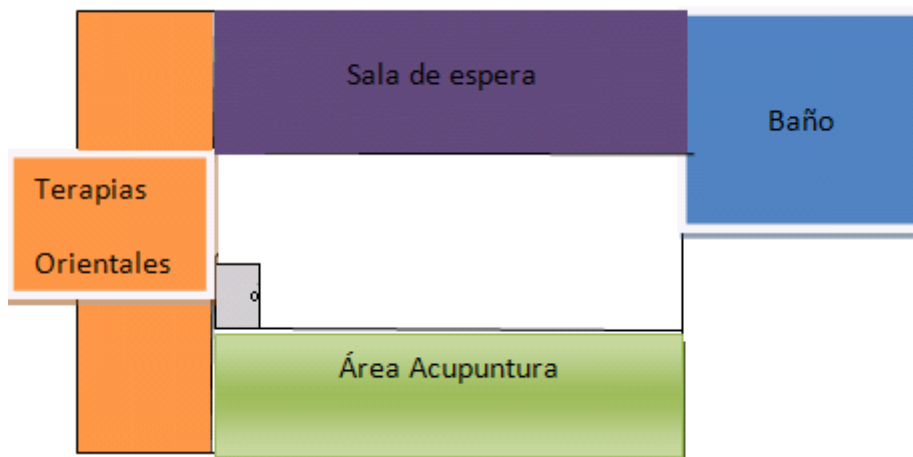 Sala de espera
Baño
Terapias
Orientales
Área Acupuntura